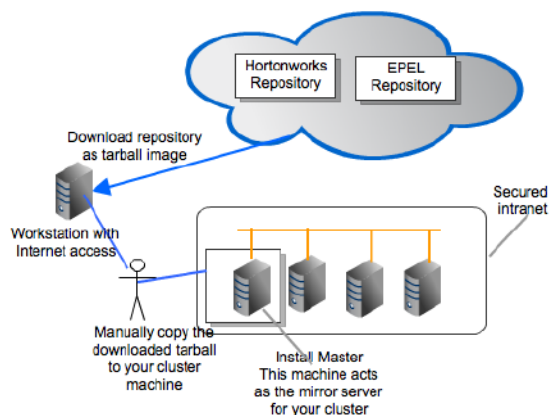 Hortonworks
Repository
EPEL
Repository
Download repository
as tarball image
Secured
intranet
Workstation with
Internet access
Manually copy the
downloaded tarball
to your cluster
machine
Install Master
This machine acts
as the mirror server
for your cluster